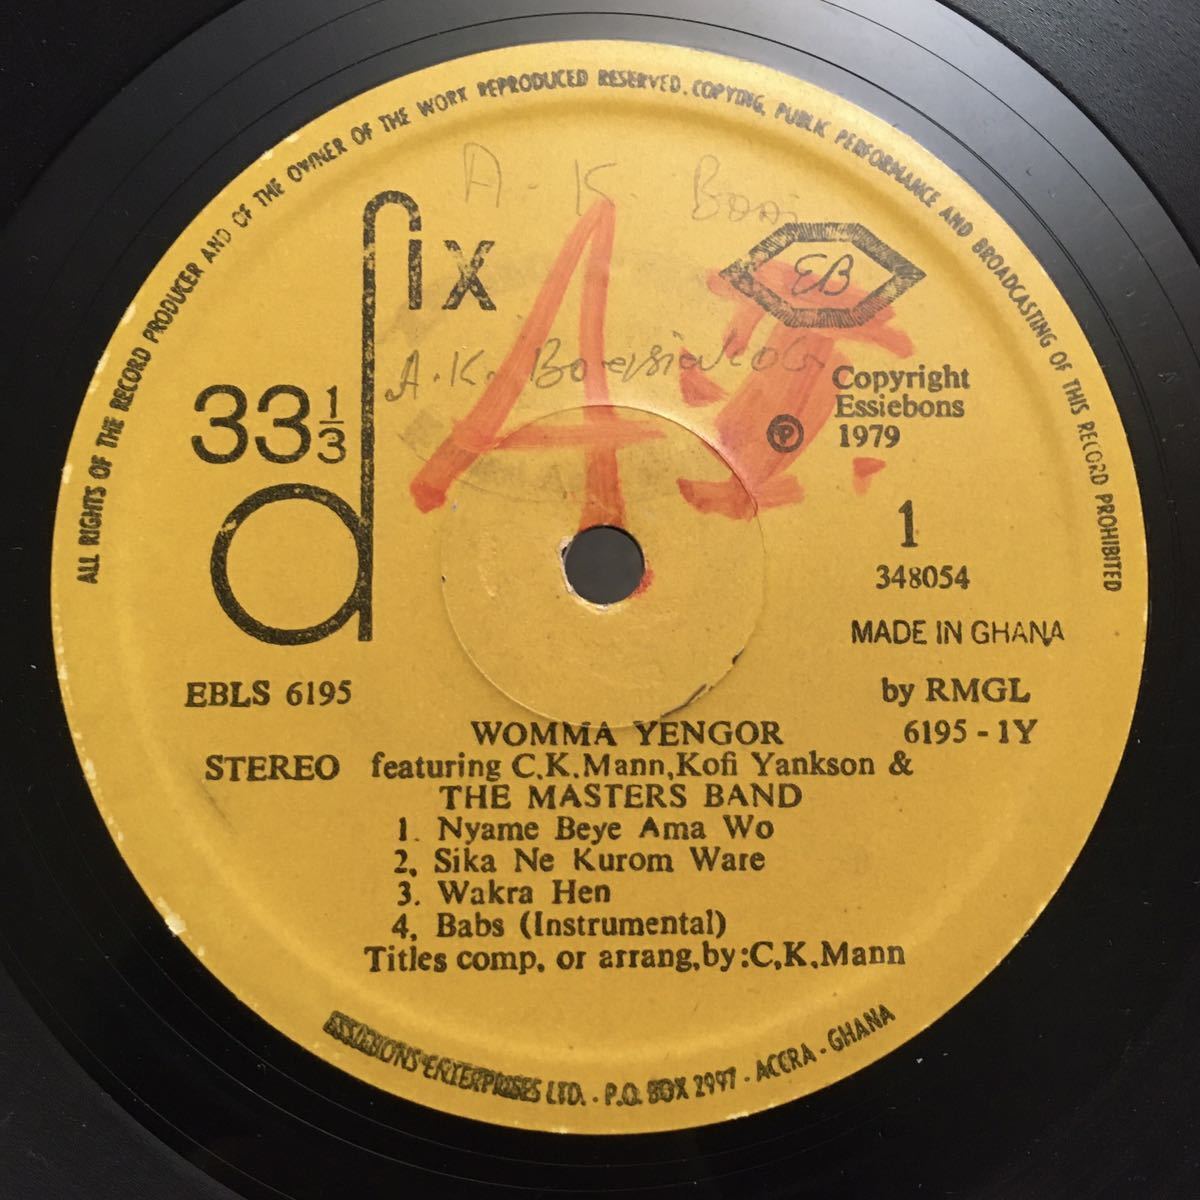 ALL RIGHTS OF THE RECORD PRODUCER AND OF THE OWNER OF THE WORK REPRODUCED RESERVED. COPYING, PUBLIC PERFORMANCE AND BROADCASTING OF THIS RECORD PROHIBITED
A. K.
dix
EB
A.K.
A
33 1/3
Copyright
Essiebons
℗ 1979
1
348054
MADE IN GHANA
EBLS 6195
by RMGL
WOMMA YENGOR
6195 - 1Y
STEREO
featuring C.K.Mann,Kofi Yankson &
THE MASTERS BAND
1. Nyame Beye Ama Wo
2, Sika Ne Kurom Ware
3. Wakra Hen
4, Babs (Instrumental)
Titles comp, or arrang,by:C,K,Mann
ESSIEBONS ENTERPRISES LTD. - P.O. BOX 2997 - ACCRA - GHANA